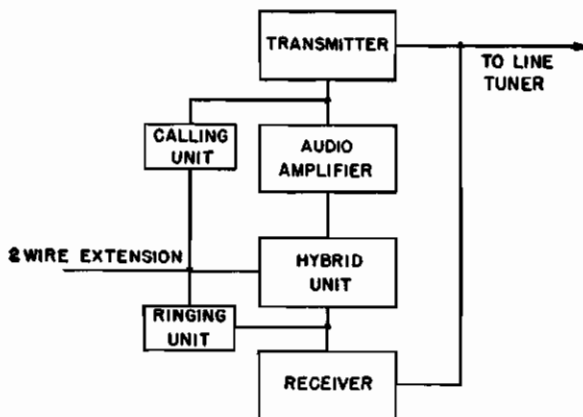 TRANSMITTER
TO LINE
TUNER
CALLING
UNIT
AUDIO
AMPLIFIER
2 WIRE EXTENSION
HYBRID
UNIT
RINGING
UNIT
RECEIVER